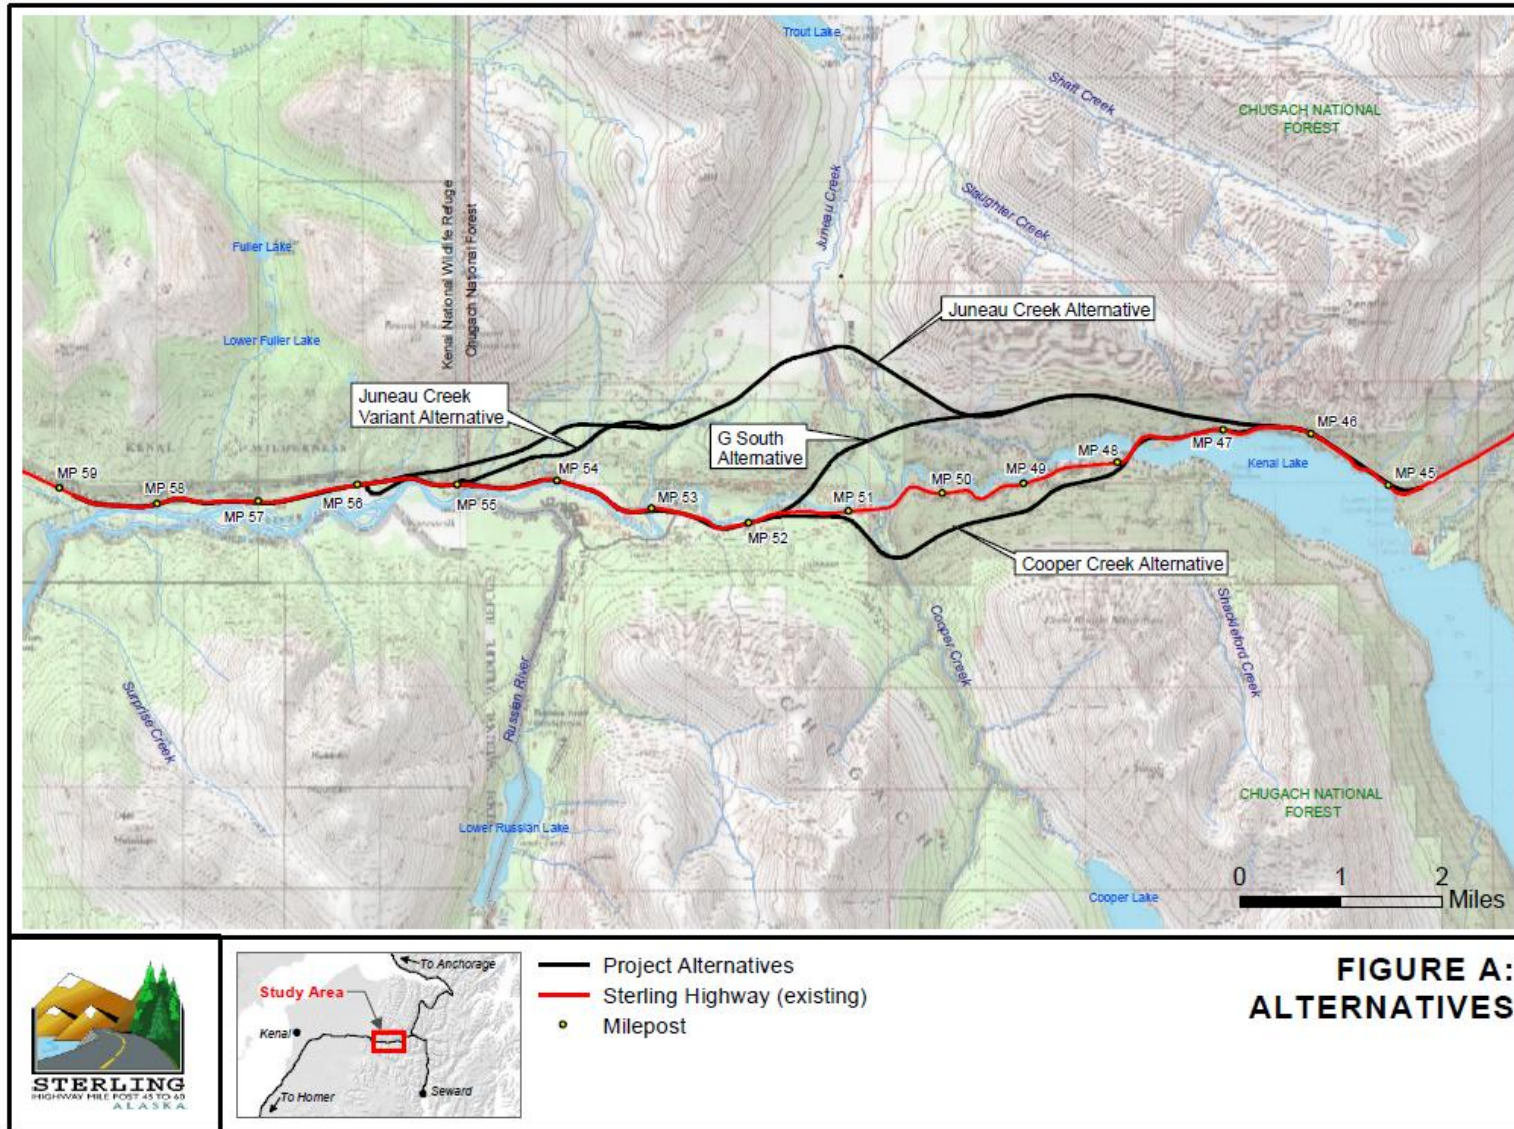 Trout Lake
Shaft Creek
CHUGACH NATIONAL
FOREST
Juneau Creek
Slaughter Creek
Kenai National Wildlife Refuge
Chugach National Forest
Fuller Lake
Lower Fuller Lake
Juneau Creek Alternative
Juneau Creek
Variant Alternative
G South
Alternative
KENAI
WILDERNESS
MP 59
MP 58
MP 57
MP 56
MP 55
MP 54
MP 53
MP 52
MP 51
MP 50
MP 49
MP 48
MP 47
MP 46
MP 45
Kenai Lake
Cooper Creek Alternative
Surprise Creek
Russian River
Cooper Creek
Shackleford Creek
CHUGACH
Lower Russian Lake
CHUGACH NATIONAL
FOREST
Cooper Lake
0 1 2
Miles
STERLING
HIGHWAY MILE POST 45 TO 60
ALASKA
To Anchorage
Study Area
Kenai
To Homer
Seward
Project Alternatives
Sterling Highway (existing)
Milepost
FIGURE A:
ALTERNATIVES